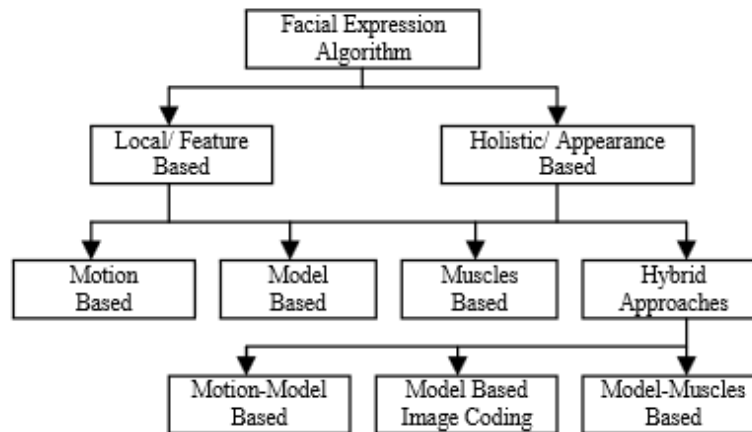 Facial Expression
Algorithm
Local/ Feature
Based
Holistic/ Appearance
Based
Motion
Based
Model
Based
Muscles
Based
Hybrid
Approaches
Motion-Model
Based
Model Based
Image Coding
Model-Muscles
Based